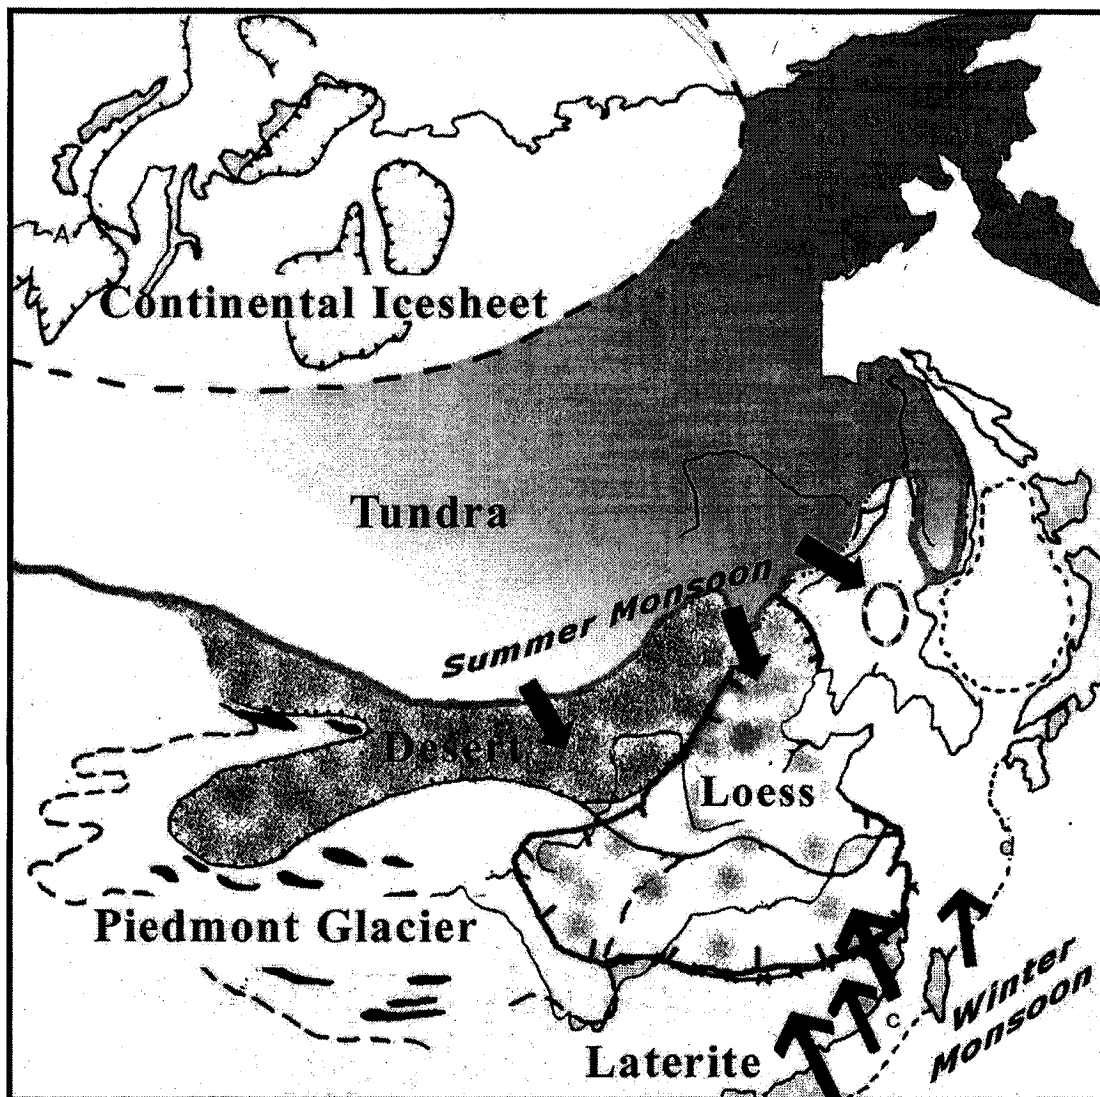 A
Continental Icesheet
Tundra
Summer Monsoon
Desert
Loess
d
Piedmont Glacier
Winter
Monsoon
c
Laterite